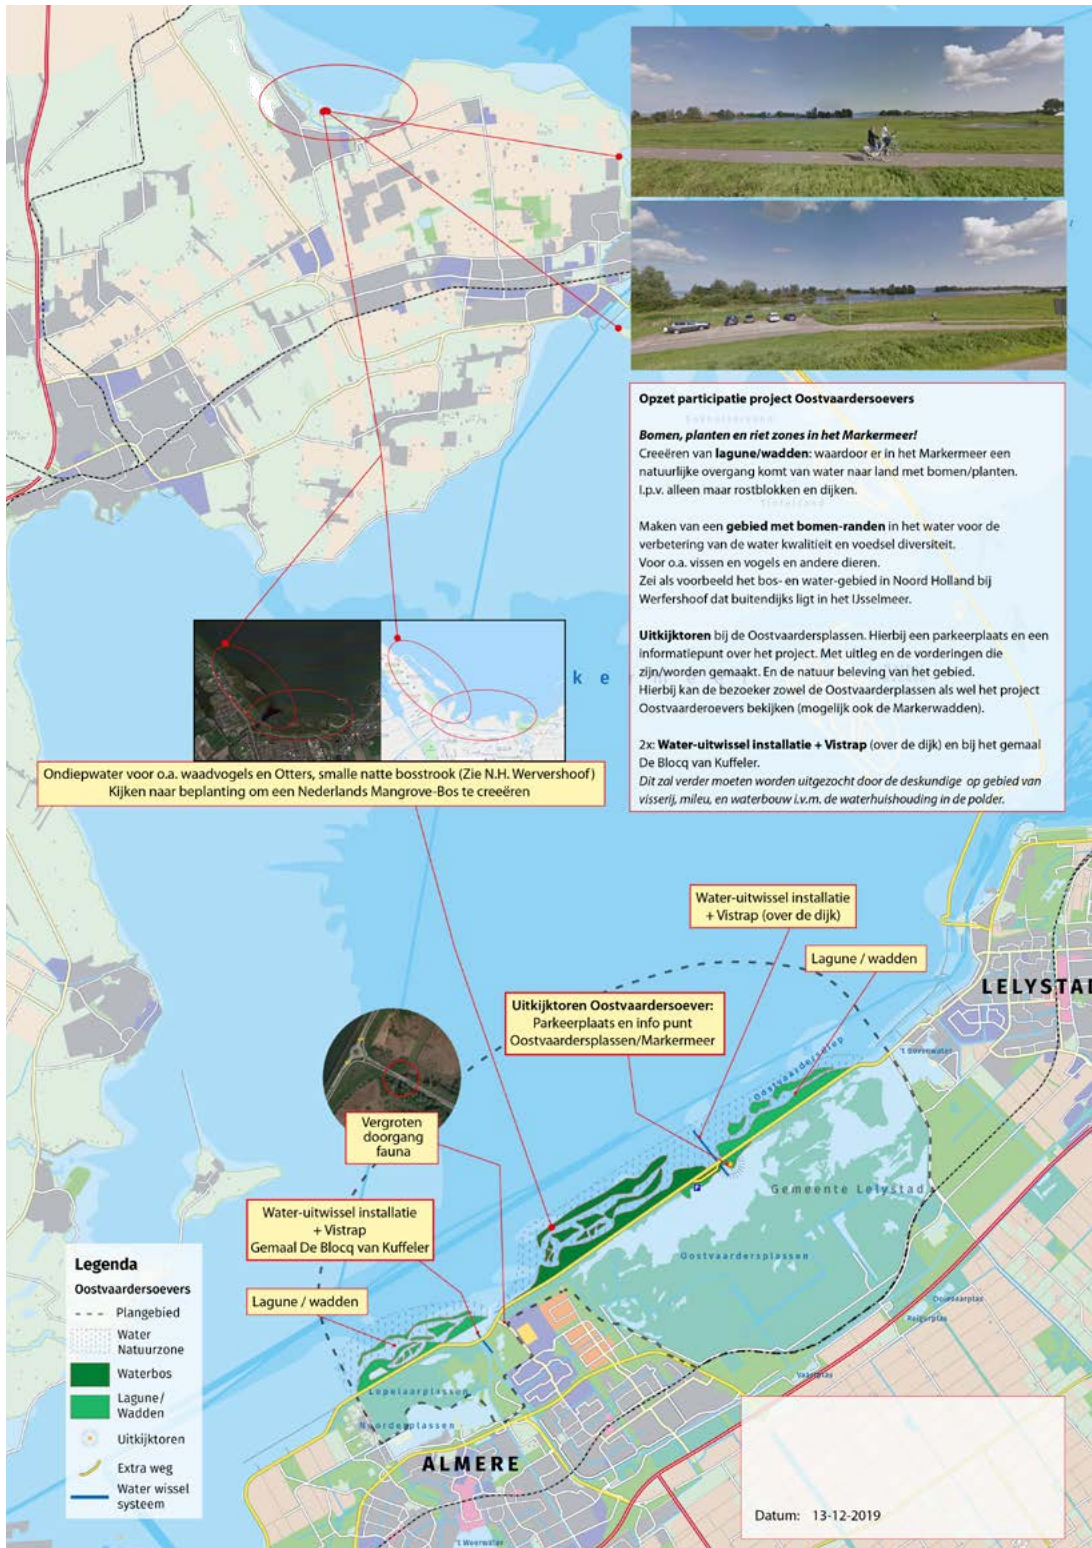 Opzet participatie project Oostvaardersoevers
Bomen, planten en riet zones in het Markermeer!
Creeëren van lagune/wadden: waardoor er in het Markermeer een
natuurlijke overgang komt van water naar land met bomen/planten.
I.p.v. alleen maar rostblokken en dijken.
Maken van een gebied met bomen-randen in het water voor de
verbetering van de water kwalitieit en voedsel diversiteit.
Voor o.a. vissen en vogels en andere dieren.
Zei als voorbeeld het bos- en water-gebied in Noord Holland bij
Werfershoof dat buitendijks ligt in het IJsselmeer.
Uitkijktoren bij de Oostvaardersplassen. Hierbij een parkeerplaats en een
informatiepunt over het project. Met uitleg en de vorderingen die
zijn/worden gemaakt. En de natuur beleving van het gebied.
Hierbij kan de bezoeker zowel de Oostvaarderplassen als wel het project
Oostvaarderoevers bekijken (mogelijk ook de Markerwadden).
2x: Water-uitwissel installatie + Vistrap (over de dijk) en bij het gemaal
De Blocq van Kuffeler.
Dit zal verder moeten worden uitgezocht door de deskundige op gebied van
visserij, mileu, en waterbouw i.v.m. de waterhuishouding in de polder.
k e
Ondiepwater voor o.a. waadvogels en Otters, smalle natte bosstrook (Zie N.H. Wervershoof)
Kijken naar beplanting om een Nederlands Mangrove-Bos te creeëren
Water-uitwissel installatie
+ Vistrap (over de dijk)
Lagune / wadden
LELYSTAD
Uitkijktoren Oostvaardersoever:
Parkeerplaats en info punt
Oostvaardersplassen/Markermeer
't Bovenwater
Oostvaardersdiep
Vergroten
doorgang
fauna
Gemeente Lelystad
Water-uitwissel installatie
+ Vistrap
Gemaal De Blocq van Kuffeler
Oostvaardersplassen
Lagune / wadden
Reigerplas
Vaartplas
Lepelaarplassen
Noorderplassen
ALMERE
't Weerwater
Legenda
Oostvaardersoevers
Plangebied
Water
Natuurzone
Waterbos
Lagune/
Wadden
Uitkijktoren
Extra weg
Water wissel
systeem
P
Datum: 13-12-2019